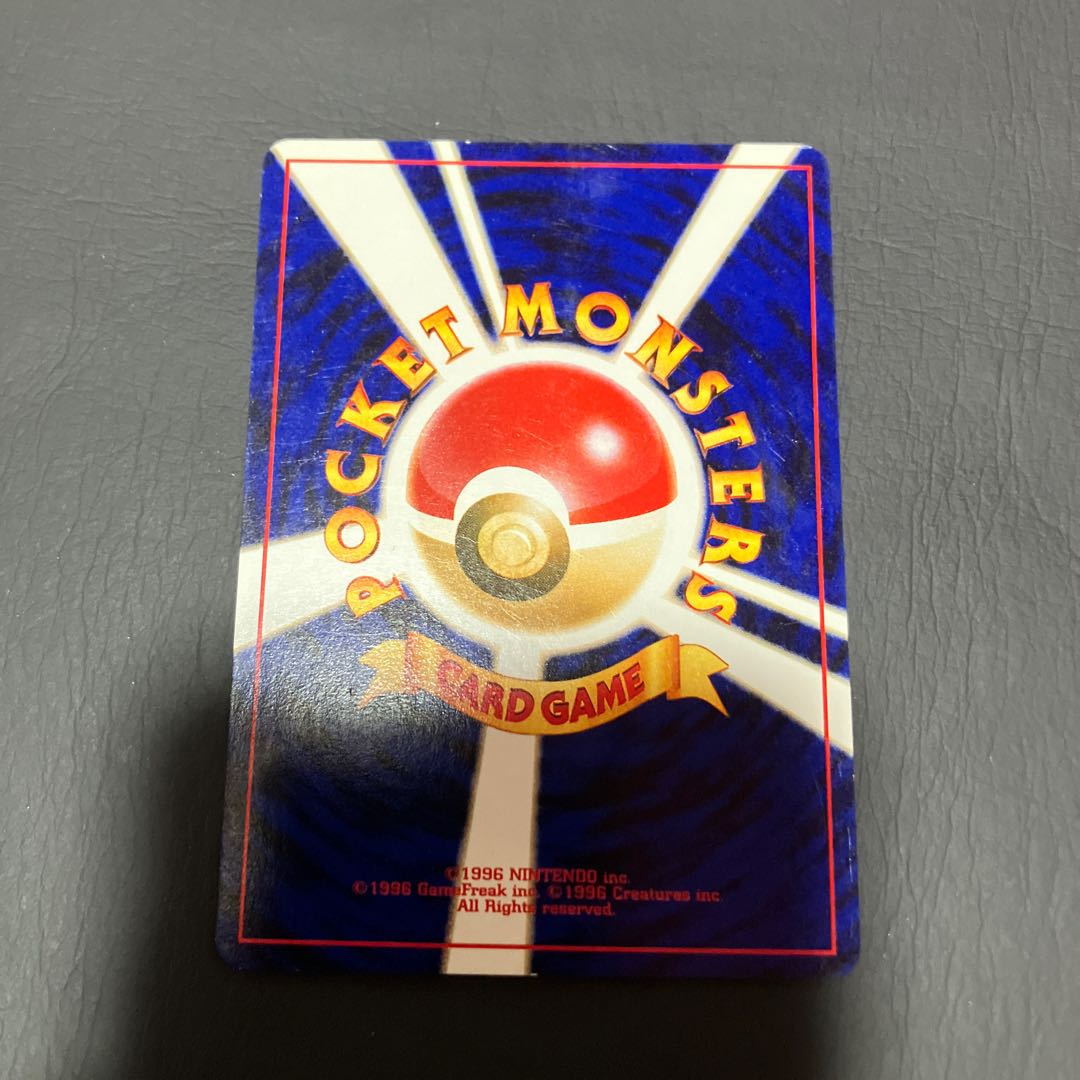 POCKET MONSTERS
CARD GAME
©1996 NINTENDO inc.
©1996 GameFreak inc. ©1996 Creatures inc.
All Rights reserved.